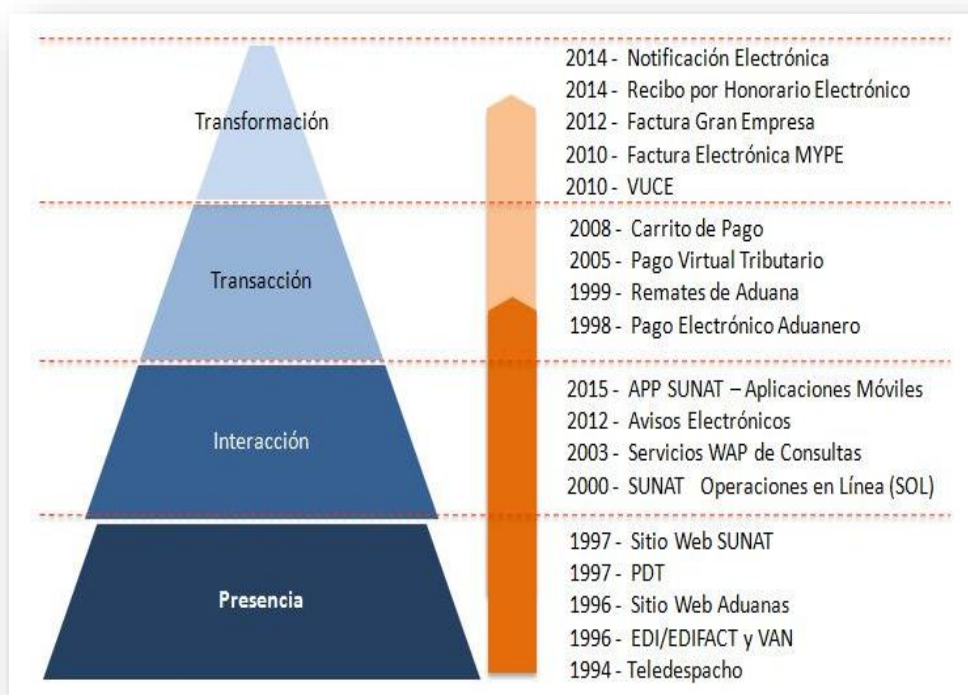 Transformación
2014 - Notificación Electrónica
2014 - Recibo por Honorario Electrónico
2012 - Factura Gran Empresa
2010 - Factura Electrónica MYPE
2010 - VUCE
Transacción
2008 - Carrito de Pago
2005 - Pago Virtual Tributario
1999 - Remates de Aduana
1998 - Pago Electrónico Aduanero
Interacción
2015 - APP SUNAT – Aplicaciones Móviles
2012 - Avisos Electrónicos
2003 - Servicios WAP de Consultas
2000 - SUNAT Operaciones en Línea (SOL)
Presencia
1997 - Sitio Web SUNAT
1997 - PDT
1996 - Sitio Web Aduanas
1996 - EDI/EDIFACT y VAN
1994 - Teledespacho